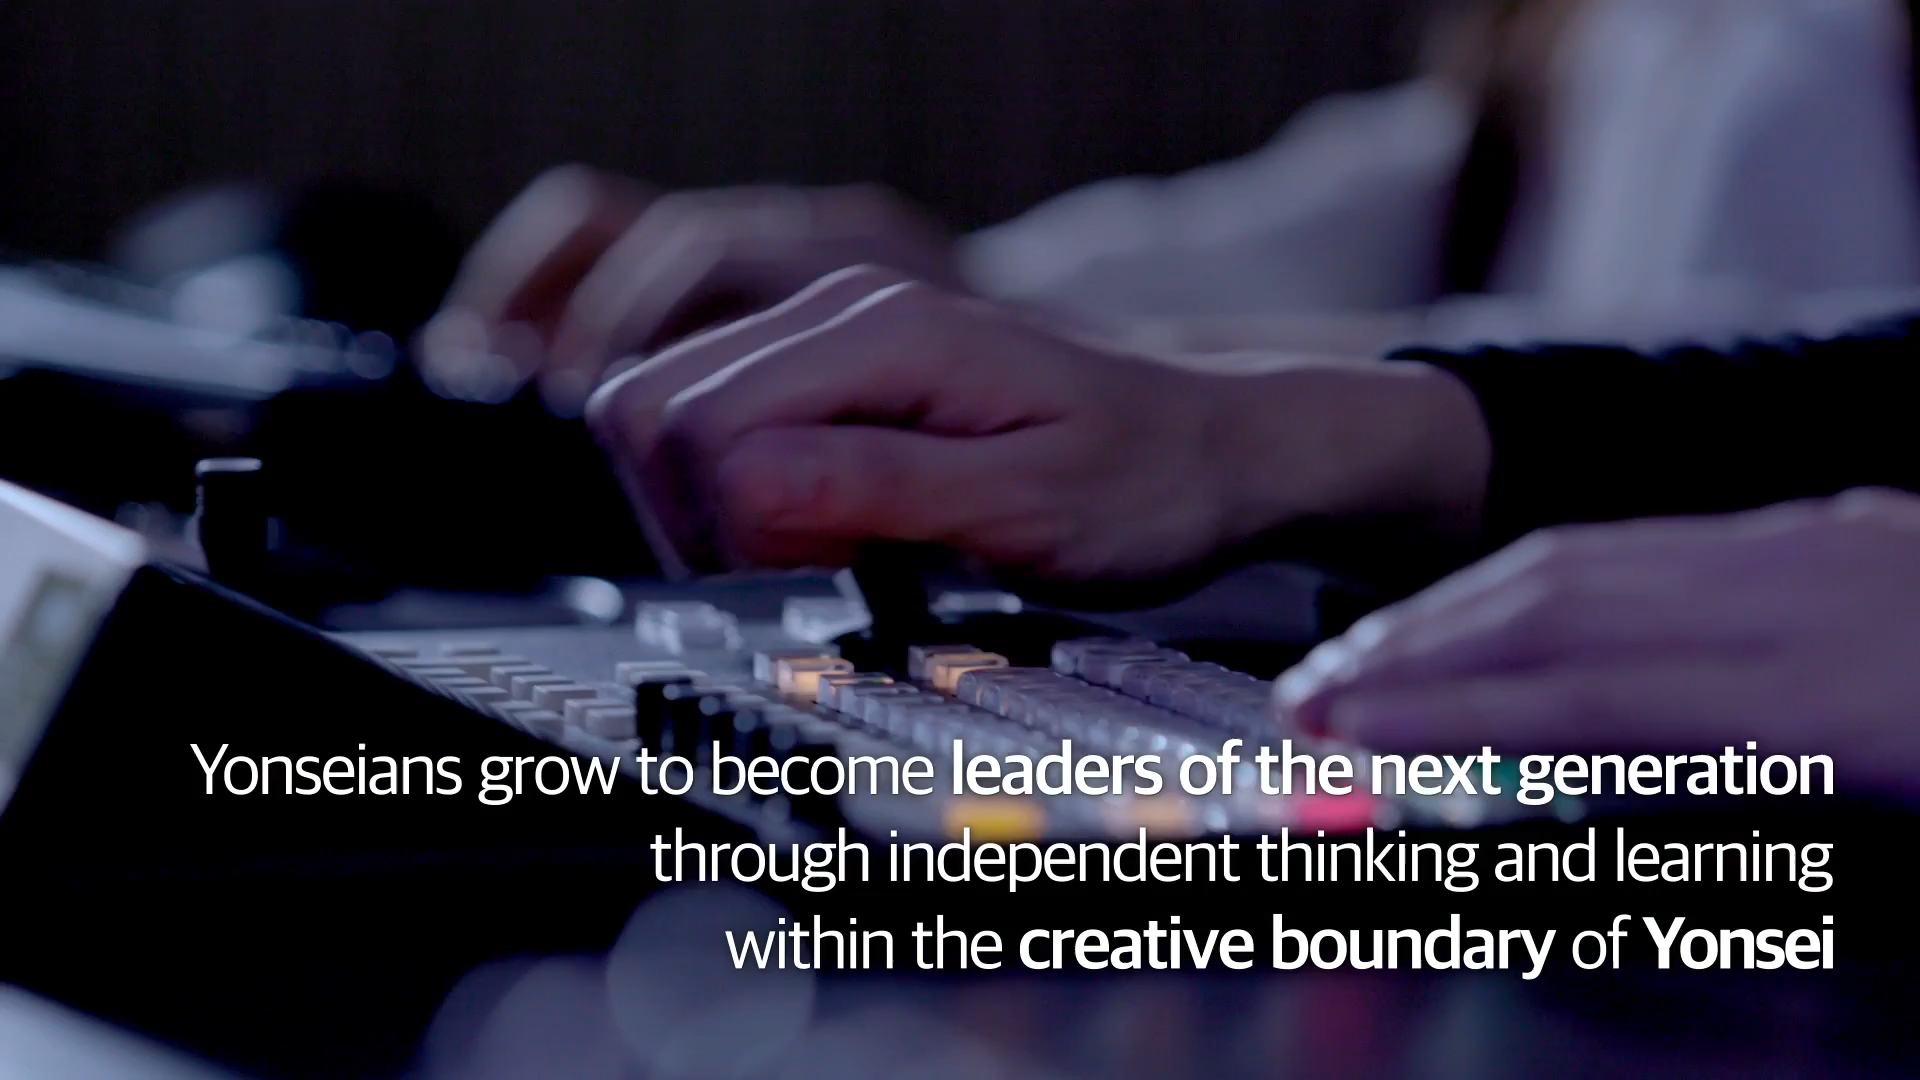 Yonseians grow to become leaders of the next generation
through independent thinking and learning
within the creative boundary of Yonsei